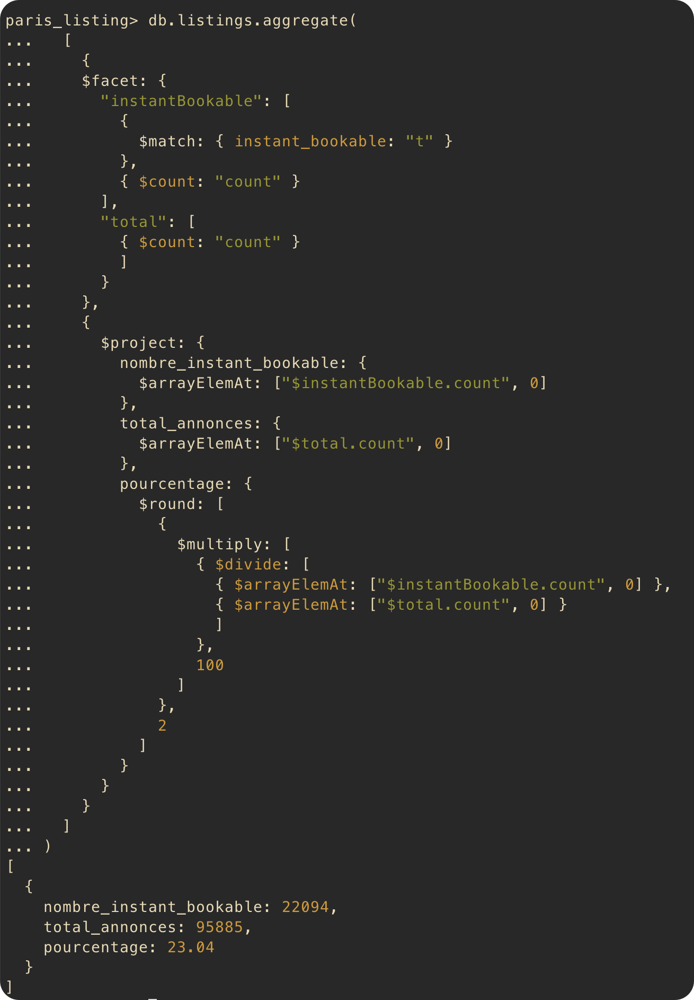 paris_listing> db.listings.aggregate(
...   [
...     {
...     $facet: {
...       "instantBookable": [
...         {
...           $match: { instant_bookable: "t" }
...         },
...         { $count: "count" }
...       ],
...       "total": [
...         { $count: "count" }
...         ]
...       }
...     },
...     {
...       $project: {
...         nombre_instant_bookable: {
...           $arrayElemAt: ["$instantBookable.count", 0]
...         },
...         total_annonces: {
...           $arrayElemAt: ["$total.count", 0]
...         },
...         pourcentage: {
...           $round: [
...             {
...               $multiply: [
...                 { $divide: [
...                   { $arrayElemAt: ["$instantBookable.count", 0] },
...                   { $arrayElemAt: ["$total.count", 0] }
...                   ]
...                 },
...                 100
...               ]
...             },
...             2
...           ]
...         }
...       }
...     }
...   ]
... )
[
  {
    nombre_instant_bookable: 22094,
    total_annonces: 95885,
    pourcentage: 23.04
  }
]